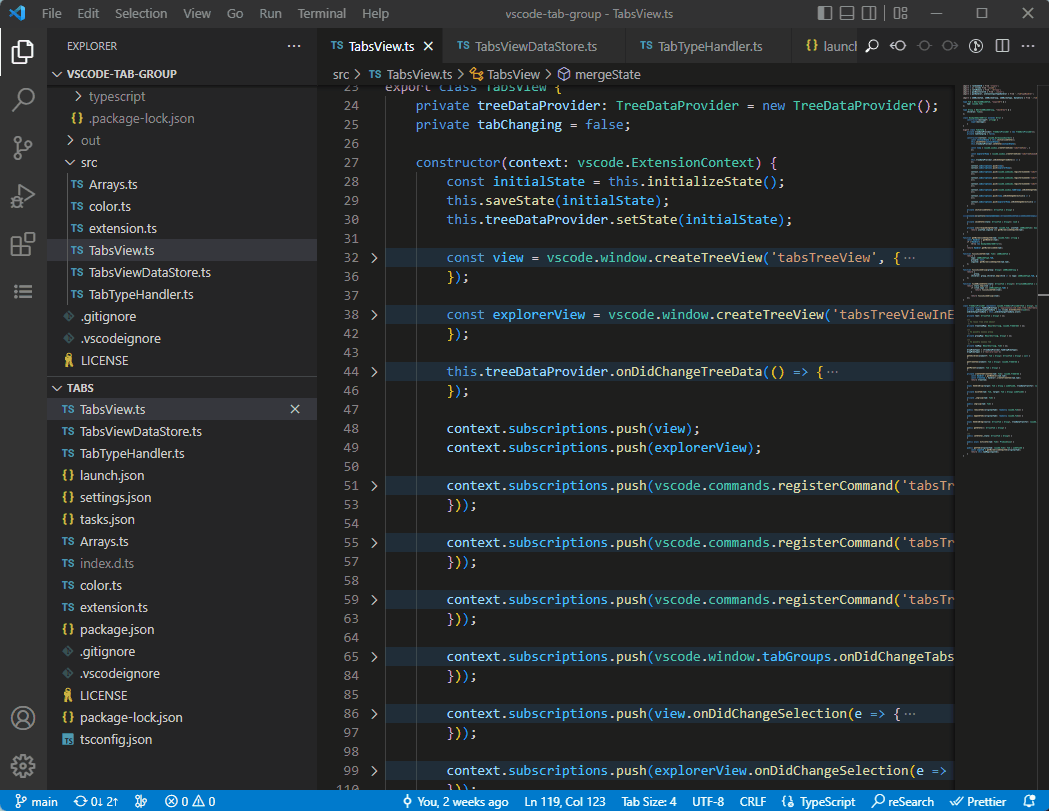 File Edit Selection View Go Run Terminal Help vscode-tab-group - TabsView.ts
EXPLORER
VSCODE-TAB-GROUP
typescript
{} .package-lock.json
out
src
TS Arrays.ts
TS color.ts
TS extension.ts
TS TabsView.ts
TS TabsViewDataStore.ts
TS TabTypeHandler.ts
.gitignore
.vscodeignore
LICENSE
TABS
TS TabsView.ts
TS TabsViewDataStore.ts
TS TabTypeHandler.ts
{} launch.json
{} settings.json
{} tasks.json
TS Arrays.ts
TS index.d.ts
TS color.ts
TS extension.ts
{} package.json
.gitignore
.vscodeignore
LICENSE
{} package-lock.json
TS tsconfig.json
TS TabsView.ts TS TabsViewDataStore.ts TS TabTypeHandler.ts {} launch
src > TS TabsView.ts > TabsView > mergeState
23 export class TabsView {
24 private treeDataProvider: TreeDataProvider = new TreeDataProvider();
25 private tabChanging = false;
26
27 constructor(context: vscode.ExtensionContext) {
28 const initialState = this.initializeState();
29 this.saveState(initialState);
30 this.treeDataProvider.setState(initialState);
31
32 const view = vscode.window.createTreeView('tabsTreeView', {···
36 });
37
38 const explorerView = vscode.window.createTreeView('tabsTreeViewInE
42 });
43
44 this.treeDataProvider.onDidChangeTreeData(() => {···
46 });
47
48 context.subscriptions.push(view);
49 context.subscriptions.push(explorerView);
50
51 context.subscriptions.push(vscode.commands.registerCommand('tabsTr
53 }));
54
55 context.subscriptions.push(vscode.commands.registerCommand('tabsTr
57 }));
58
59 context.subscriptions.push(vscode.commands.registerCommand('tabsTr
63 }));
64
65 context.subscriptions.push(vscode.window.tabGroups.onDidChangeTabs
84 }));
85
86 context.subscriptions.push(view.onDidChangeSelection(e => {···
97 }));
98
99 context.subscriptions.push(explorerView.onDidChangeSelection(e =>
110 }));
main 0↓ 2↑ 0 0 You, 2 weeks ago Ln 119, Col 123 Tab Size: 4 UTF-8 CRLF {} TypeScript reSearch Prettier